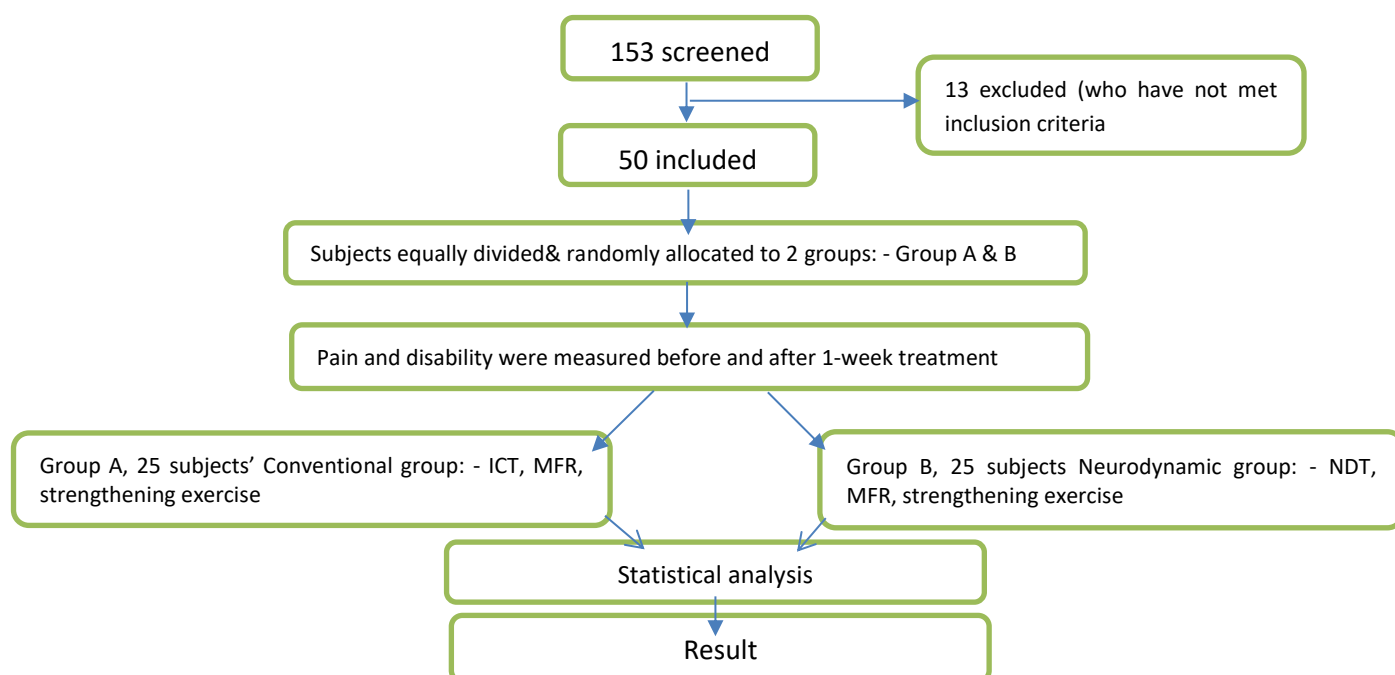 153 screened
13 excluded (who have not met
inclusion criteria
50 included
Subjects equally divided& randomly allocated to 2 groups: - Group A & B
Pain and disability were measured before and after 1-week treatment
Group A, 25 subjects’ Conventional group: - ICT, MFR,
strengthening exercise
Group B, 25 subjects Neurodynamic group: - NDT,
MFR, strengthening exercise
Statistical analysis
Result